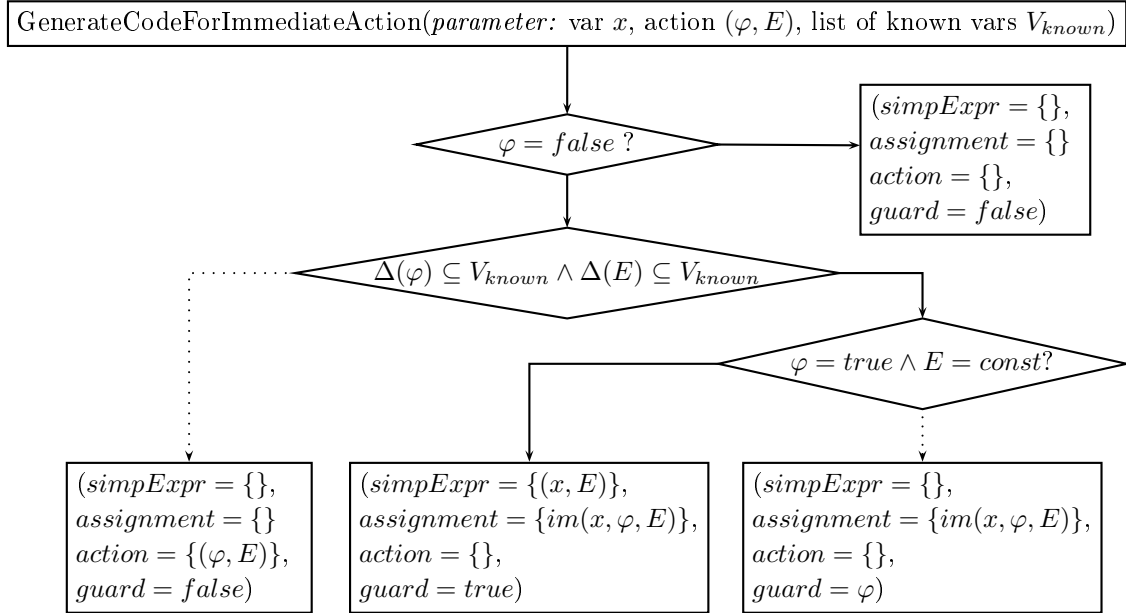 GenerateCodeForImmediateAction(parameter: var x, action (φ, E), list of known vars V_known)
φ = false ?
(simpExpr = {},
assignment = {}
action = {},
guard = false)
Δ(φ) ⊆ V_known ∧ Δ(E) ⊆ V_known
φ = true ∧ E = const?
(simpExpr = {},
assignment = {}
action = {(φ, E)},
guard = false)
(simpExpr = {(x, E)},
assignment = {im(x, φ, E)},
action = {},
guard = true)
(simpExpr = {},
assignment = {im(x, φ, E)},
action = {},
guard = φ)